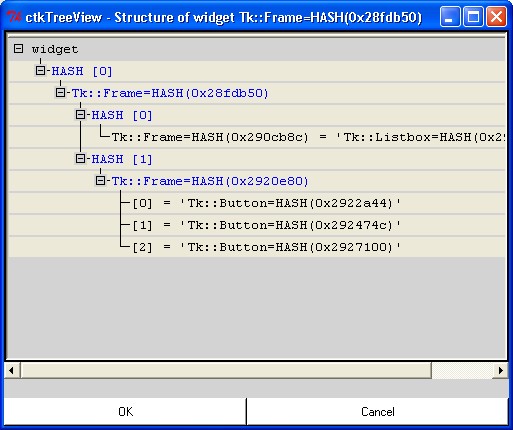 ctkTreeView - Structure of widget Tk::Frame=HASH(0x28fdb50)
widget
HASH [0]
Tk::Frame=HASH(0x28fdb50)
HASH [0]
Tk::Frame=HASH(0x290cb8c) = 'Tk::Listbox=HASH(0x29
HASH [1]
Tk::Frame=HASH(0x2920e80)
[0] = 'Tk::Button=HASH(0x2922a44)'
[1] = 'Tk::Button=HASH(0x292474c)'
[2] = 'Tk::Button=HASH(0x2927100)'
OK Cancel